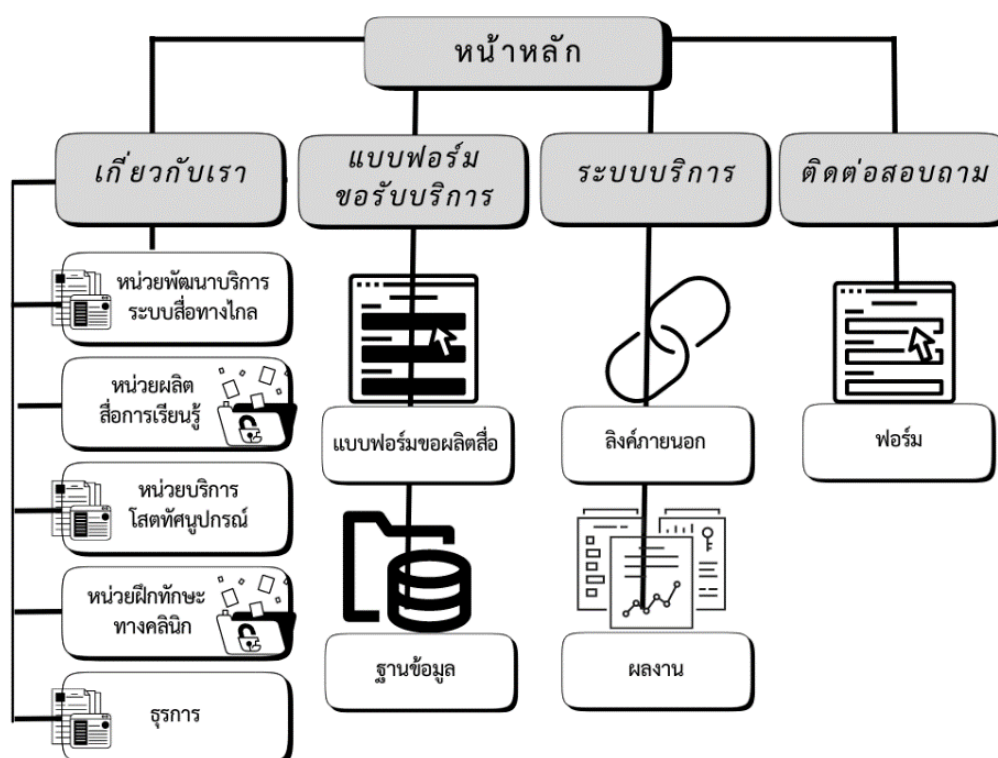 หน้าหลัก
เกี่ยวกับเรา
แบบฟอร์ม
ขอรับบริการ
ระบบบริการ
ติดต่อสอบถาม
หน่วยพัฒนาบริการ
ระบบสื่อทางไกล
หน่วยผลิต
สื่อการเรียนรู้
หน่วยบริการ
โสตทัศนูปกรณ์
หน่วยฝึกทักษะ
ทางคลินิก
ธุรการ
แบบฟอร์มขอผลิตสื่อ
ฐานข้อมูล
ลิงค์ภายนอก
ผลงาน
ฟอร์ม